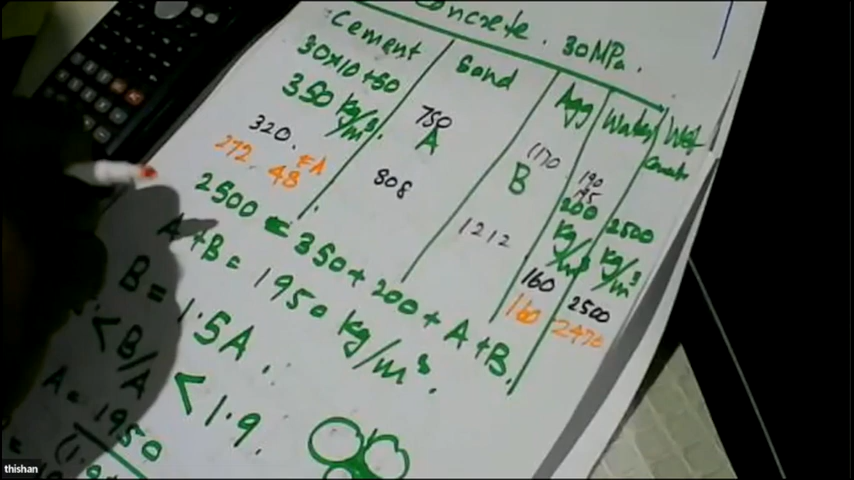 Concrete. 30MPa.
Cement Sand Agg Water Wet
30x10+50
350 kg/m³. 750 A 1170 B 190 195 200 kg/m³ 2500 kg/m³
320. 808 1212 160 2500
272. 48 FA 160 2470
2500 = 350 + 200 + A+B.
A+B = 1950 kg/m³.
B = 1.5A.
< B/A < 1.9.
A = 1950
thishan